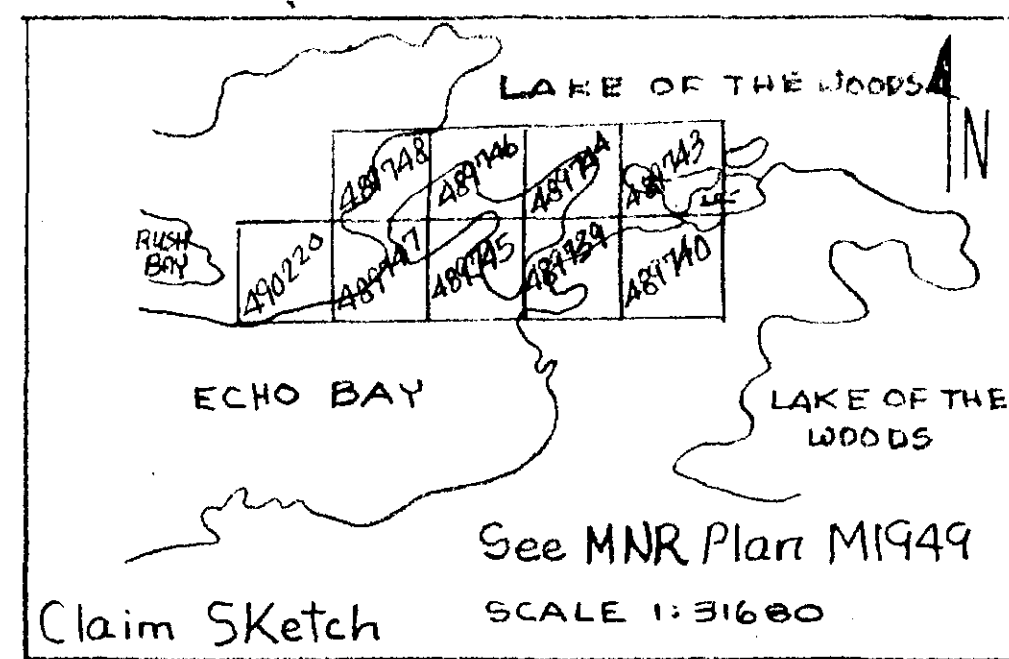 LAKE OF THE WOODS
N
489748
489746
489744
489743
RUSH
BAY
490220
489747
489745
489739
489740
ECHO BAY
LAKE OF THE
WOODS
See MNR Plan M1949
Claim SKetch
SCALE 1:31680